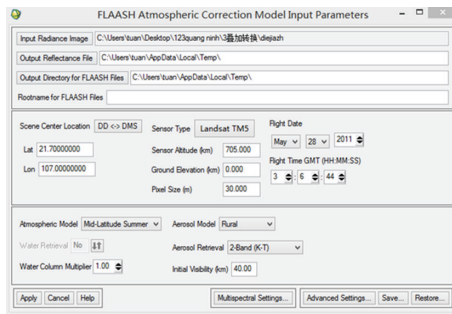 FLAASH Atmospheric Correction Model Input Parameters
Input Radiance Image C:\Users\tuan\Desktop\123quang ninh\3叠加转换\diejiazh
Output Reflectance File C:\Users\tuan\AppData\Local\Temp\
Output Directory for FLAASH Files C:\Users\tuan\AppData\Local\Temp\
Rootname for FLAASH Files
Scene Center Location DD <-> DMS Sensor Type Landsat TM5 Flight Date
Lat 21.70000000 Sensor Altitude (km) 705.000 May 28 2011
Lon 107.00000000 Ground Elevation (km) 0.000 Flight Time GMT (HH:MM:SS)
Pixel Size (m) 30.000 3 : 6 : 44
Atmospheric Model Mid-Latitude Summer Aerosol Model Rural
Water Retrieval No Aerosol Retrieval 2-Band (K-T)
Water Column Multiplier 1.00 Initial Visibility (km) 40.00
Apply Cancel Help Multispectral Settings... Advanced Settings... Save... Restore...